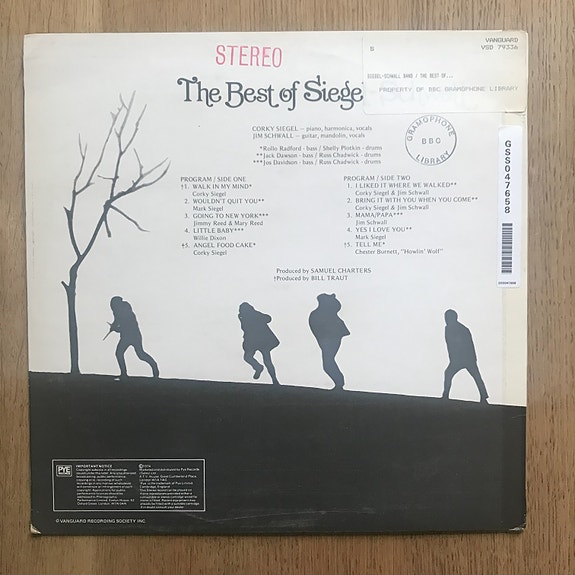 STEREO
VANGUARD
VSD 79336
S
SIEGEL-SCHWALL BAND / THE BEST OF...
PROPERTY OF BBC GRAMOPHONE LIBRARY
The Best of Siegel
GRAMOPHONE
BBC
LIBRARY
GSS047658
CORKY SIEGEL – piano, harmonica, vocals
JIM SCHWALL – guitar, mandolin, vocals
*Rollo Radford - bass / Shelly Plotkin - drums
**Jack Dawson - bass / Russ Chadwick - drums
***Jos Davidson - bass / Russ Chadwick - drums
PROGRAM / SIDE ONE
†1. WALK IN MY MIND*
Corky Siegel
2. WOULDN'T QUIT YOU**
Mark Siegel
3. GOING TO NEW YORK***
Jimmy Reed & Mary Reed
4. LITTLE BABY***
Willie Dixon
†5. ANGEL FOOD CAKE*
Corky Siegel
PROGRAM / SIDE TWO
1. I LIKED IT WHERE WE WALKED**
Corky Siegel & Jim Schwall
2. BRING IT WITH YOU WHEN YOU COME**
Corky Siegel & Jim Schwall
3. MAMA/PAPA***
Jim Schwall
4. YES I LOVE YOU**
Mark Siegel
†5. TELL ME*
Chester Burnett, "Howlin' Wolf"
Produced by SAMUEL CHARTERS
†Produced by BILL TRAUT
PYE
IMPORTANT NOTICE
© VANGUARD RECORDING SOCIETY INC